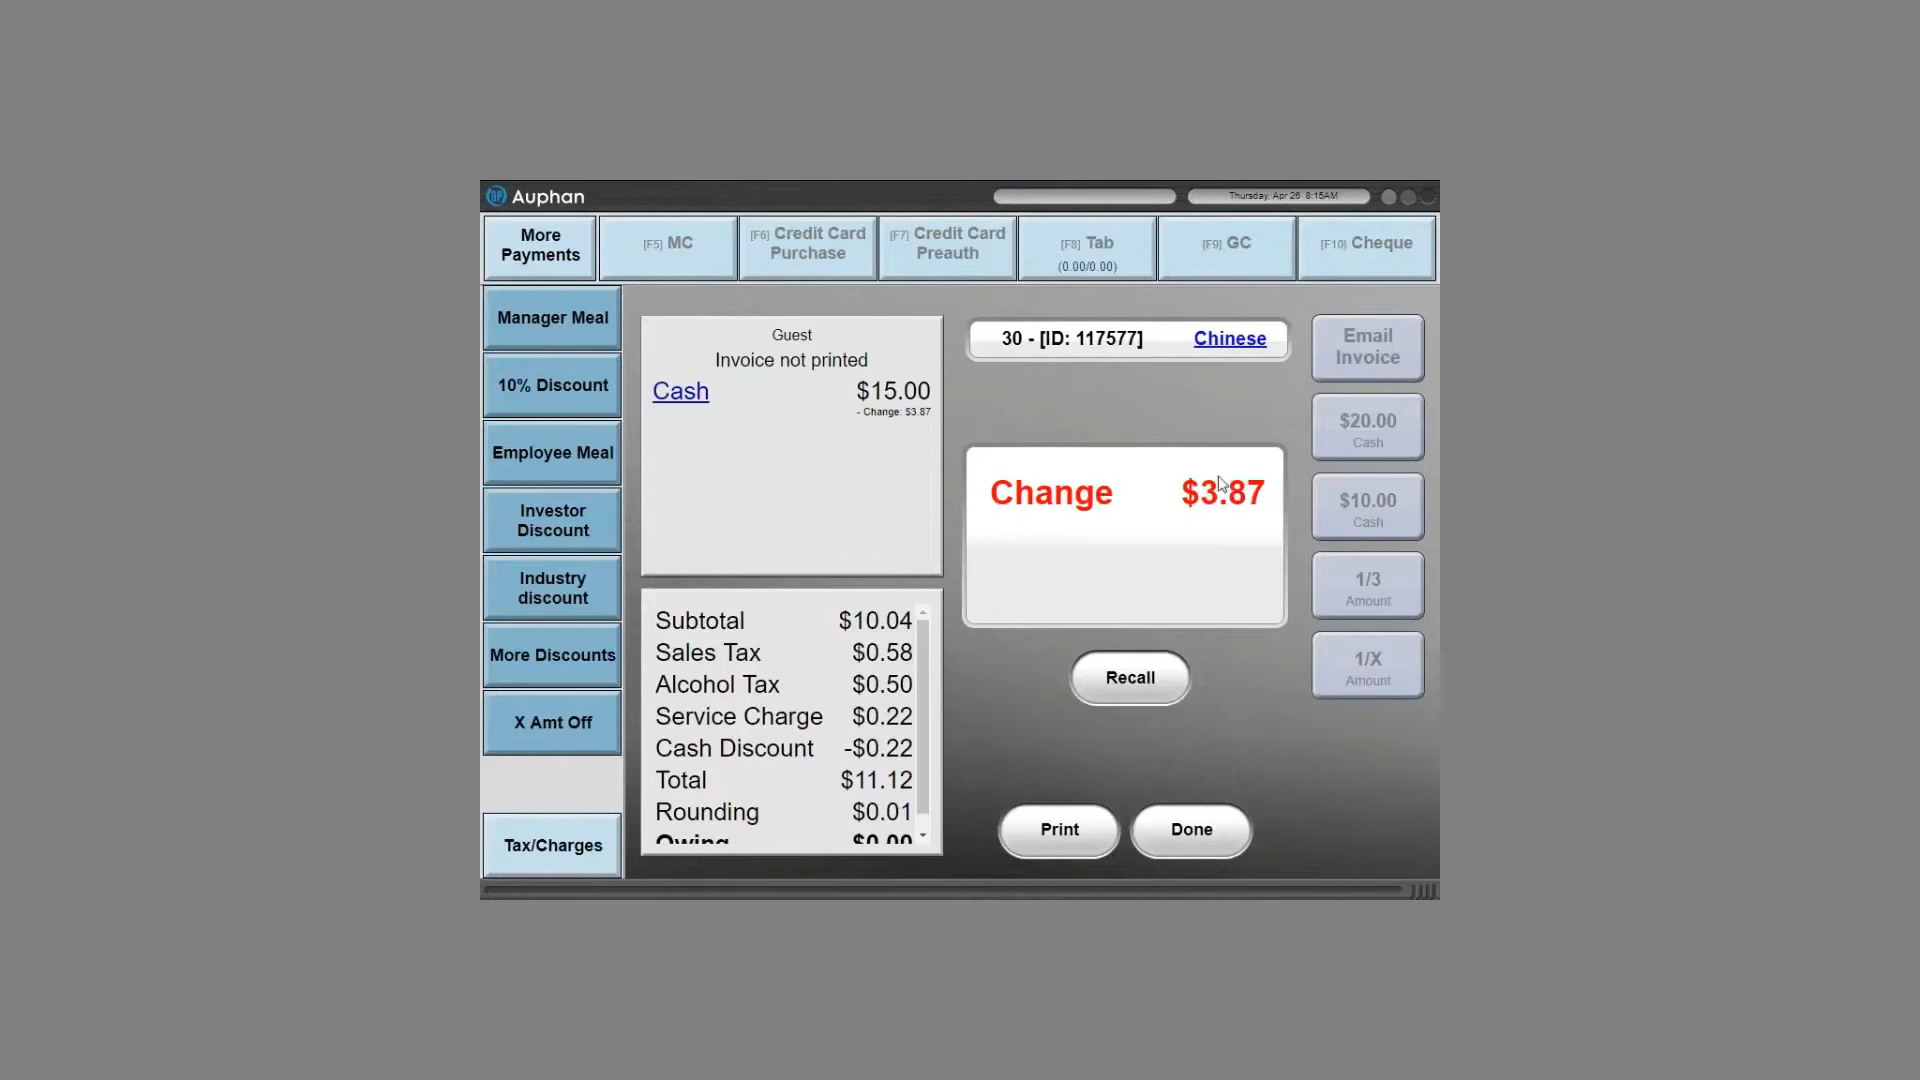 Auphan
Thursday, Apr 26 8:15AM
More
Payments
[F5] MC
[F6] Credit Card
Purchase
[F7] Credit Card
Preauth
[F8] Tab
(0.00/0.00)
[F9] GC
[F10] Cheque
Manager Meal
10% Discount
Employee Meal
Investor
Discount
Industry
discount
More Discounts
X Amt Off
Tax/Charges
Guest
Invoice not printed
Cash $15.00
- Change: $3.87
Subtotal $10.04
Sales Tax $0.58
Alcohol Tax $0.50
Service Charge $0.22
Cash Discount -$0.22
Total $11.12
Rounding $0.01
Owing $0.00
30 - [ID: 117577] Chinese
Change $3.87
Recall
Print
Done
Email
Invoice
$20.00
Cash
$10.00
Cash
1/3
Amount
1/X
Amount